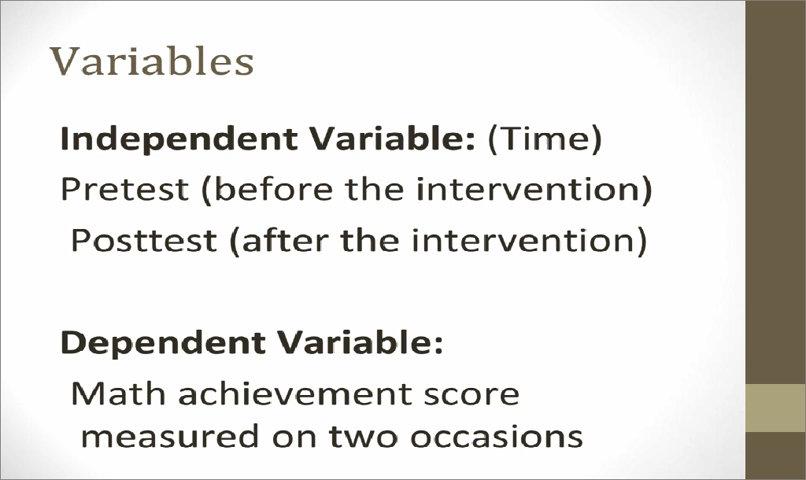 Variables
Independent Variable: (Time)
Pretest (before the intervention)
Posttest (after the intervention)
Dependent Variable:
Math achievement score
measured on two occasions